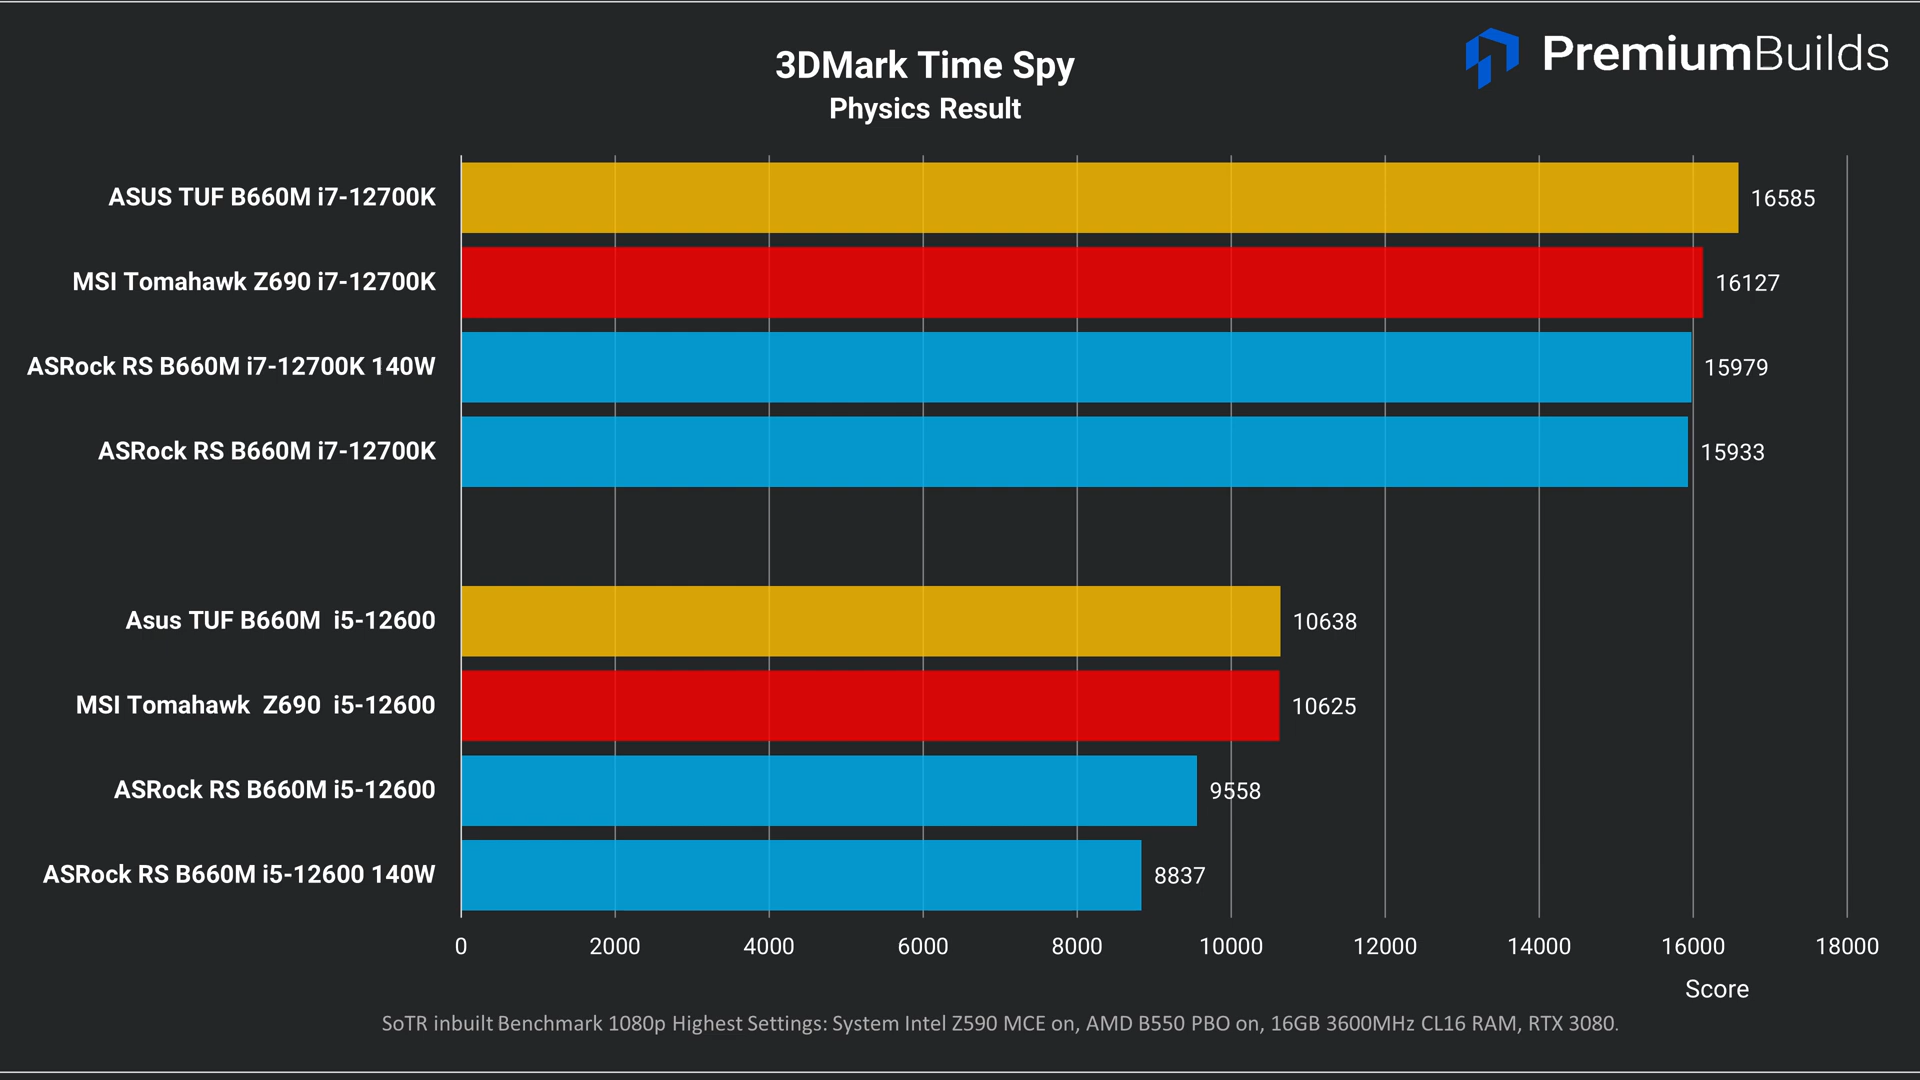 3DMark Time Spy
Physics Result
PremiumBuilds
ASUS TUF B660M i7-12700K 16585
MSI Tomahawk Z690 i7-12700K 16127
ASRock RS B660M i7-12700K 140W 15979
ASRock RS B660M i7-12700K 15933
Asus TUF B660M i5-12600 10638
MSI Tomahawk Z690 i5-12600 10625
ASRock RS B660M i5-12600 9558
ASRock RS B660M i5-12600 140W 8837
0 2000 4000 6000 8000 10000 12000 14000 16000 18000
Score
SoTR inbuilt Benchmark 1080p Highest Settings: System Intel Z590 MCE on, AMD B550 PBO on, 16GB 3600MHz CL16 RAM, RTX 3080.